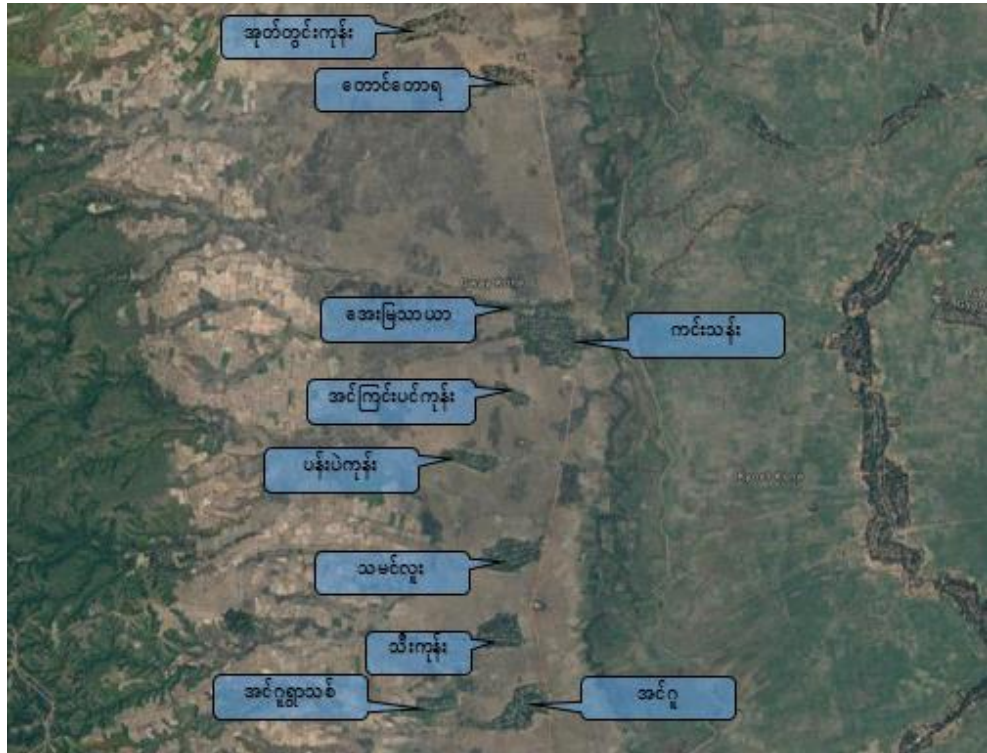 အုတ်တွင်းကုန်း
တောင်တောရ
အေးမြသာယာ
ကင်းသန်း
အင်ကြင်းပင်ကုန်း
ပန်းပဲကုန်း
Kyoet Kone
သမင်လူး
သီးကုန်း
အင်ဂူရွာသစ်
အင်ဂူ